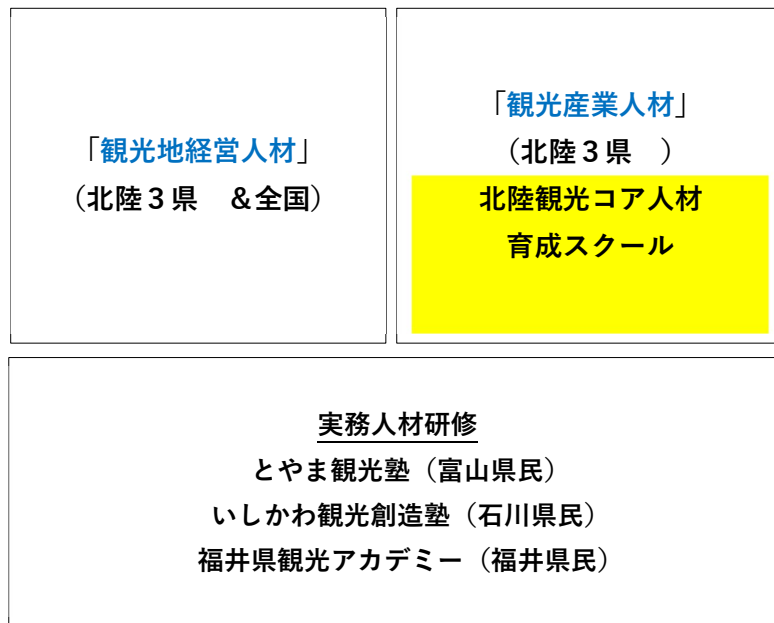 「観光地経営人材」
（北陸３県　＆全国）
「観光産業人材」
（北陸３県　）
北陸観光コア人材
育成スクール
実務人材研修
とやま観光塾（富山県民）
いしかわ観光創造塾（石川県民）
福井県観光アカデミー（福井県民）